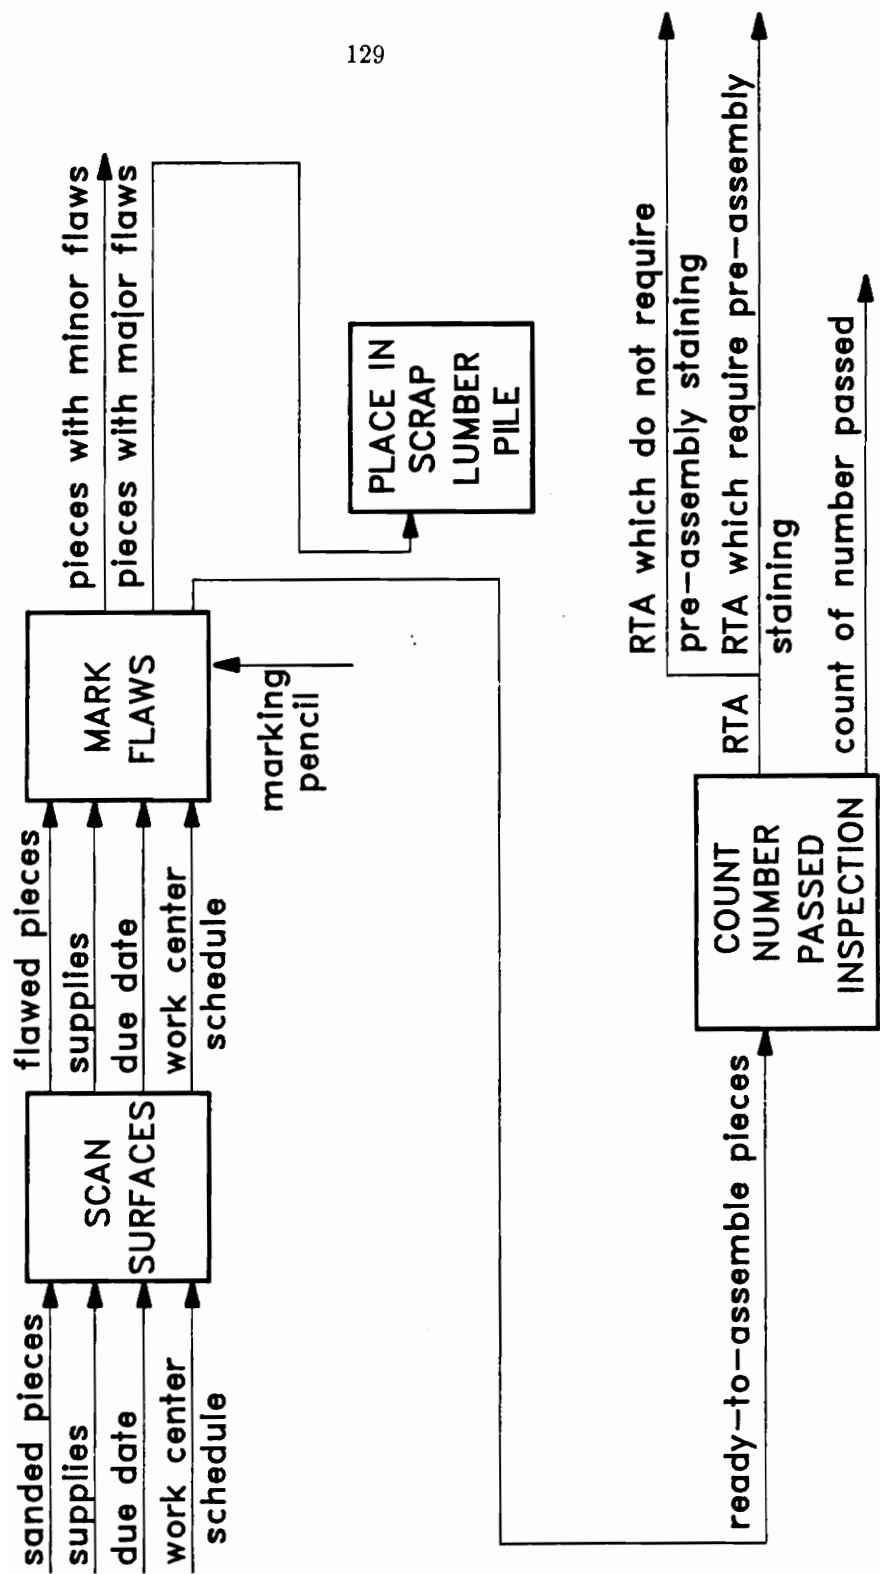 129
sanded pieces
supplies
due date
work center
schedule
SCAN
SURFACES
flawed pieces
supplies
due date
work center
schedule
MARK
FLAWS
marking
pencil
pieces with minor flaws
pieces with major flaws
PLACE IN
SCRAP
LUMBER
PILE
ready-to-assemble pieces
COUNT
NUMBER
PASSED
INSPECTION
RTA
RTA which do not require
pre-assembly staining
RTA which require pre-assembly
staining
count of number passed